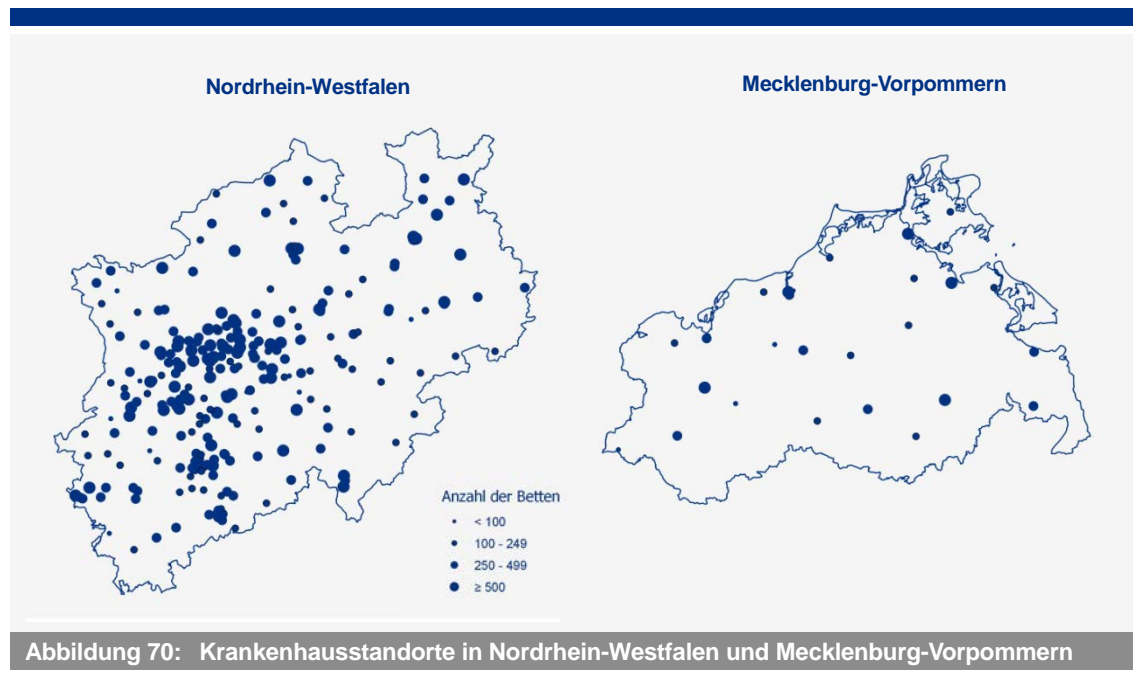 Nordrhein-Westfalen
Mecklenburg-Vorpommern
Anzahl der Betten
< 100
100 - 249
250 - 499
≥ 500
Abbildung 70: Krankenhausstandorte in Nordrhein-Westfalen und Mecklenburg-Vorpommern